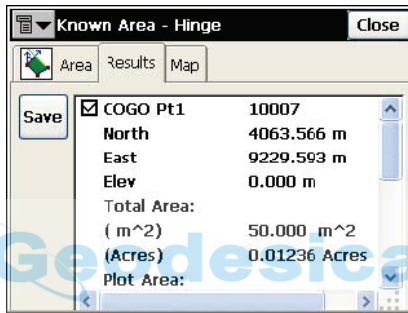 Known Area - Hinge Close
Area Results Map
Save
COGO Pt1 10007
North 4063.566 m
East 9229.593 m
Elev 0.000 m
Total Area:
( m^2) 50.000 m^2
(Acres) 0.01236 Acres
Plot Area:
Geodesica